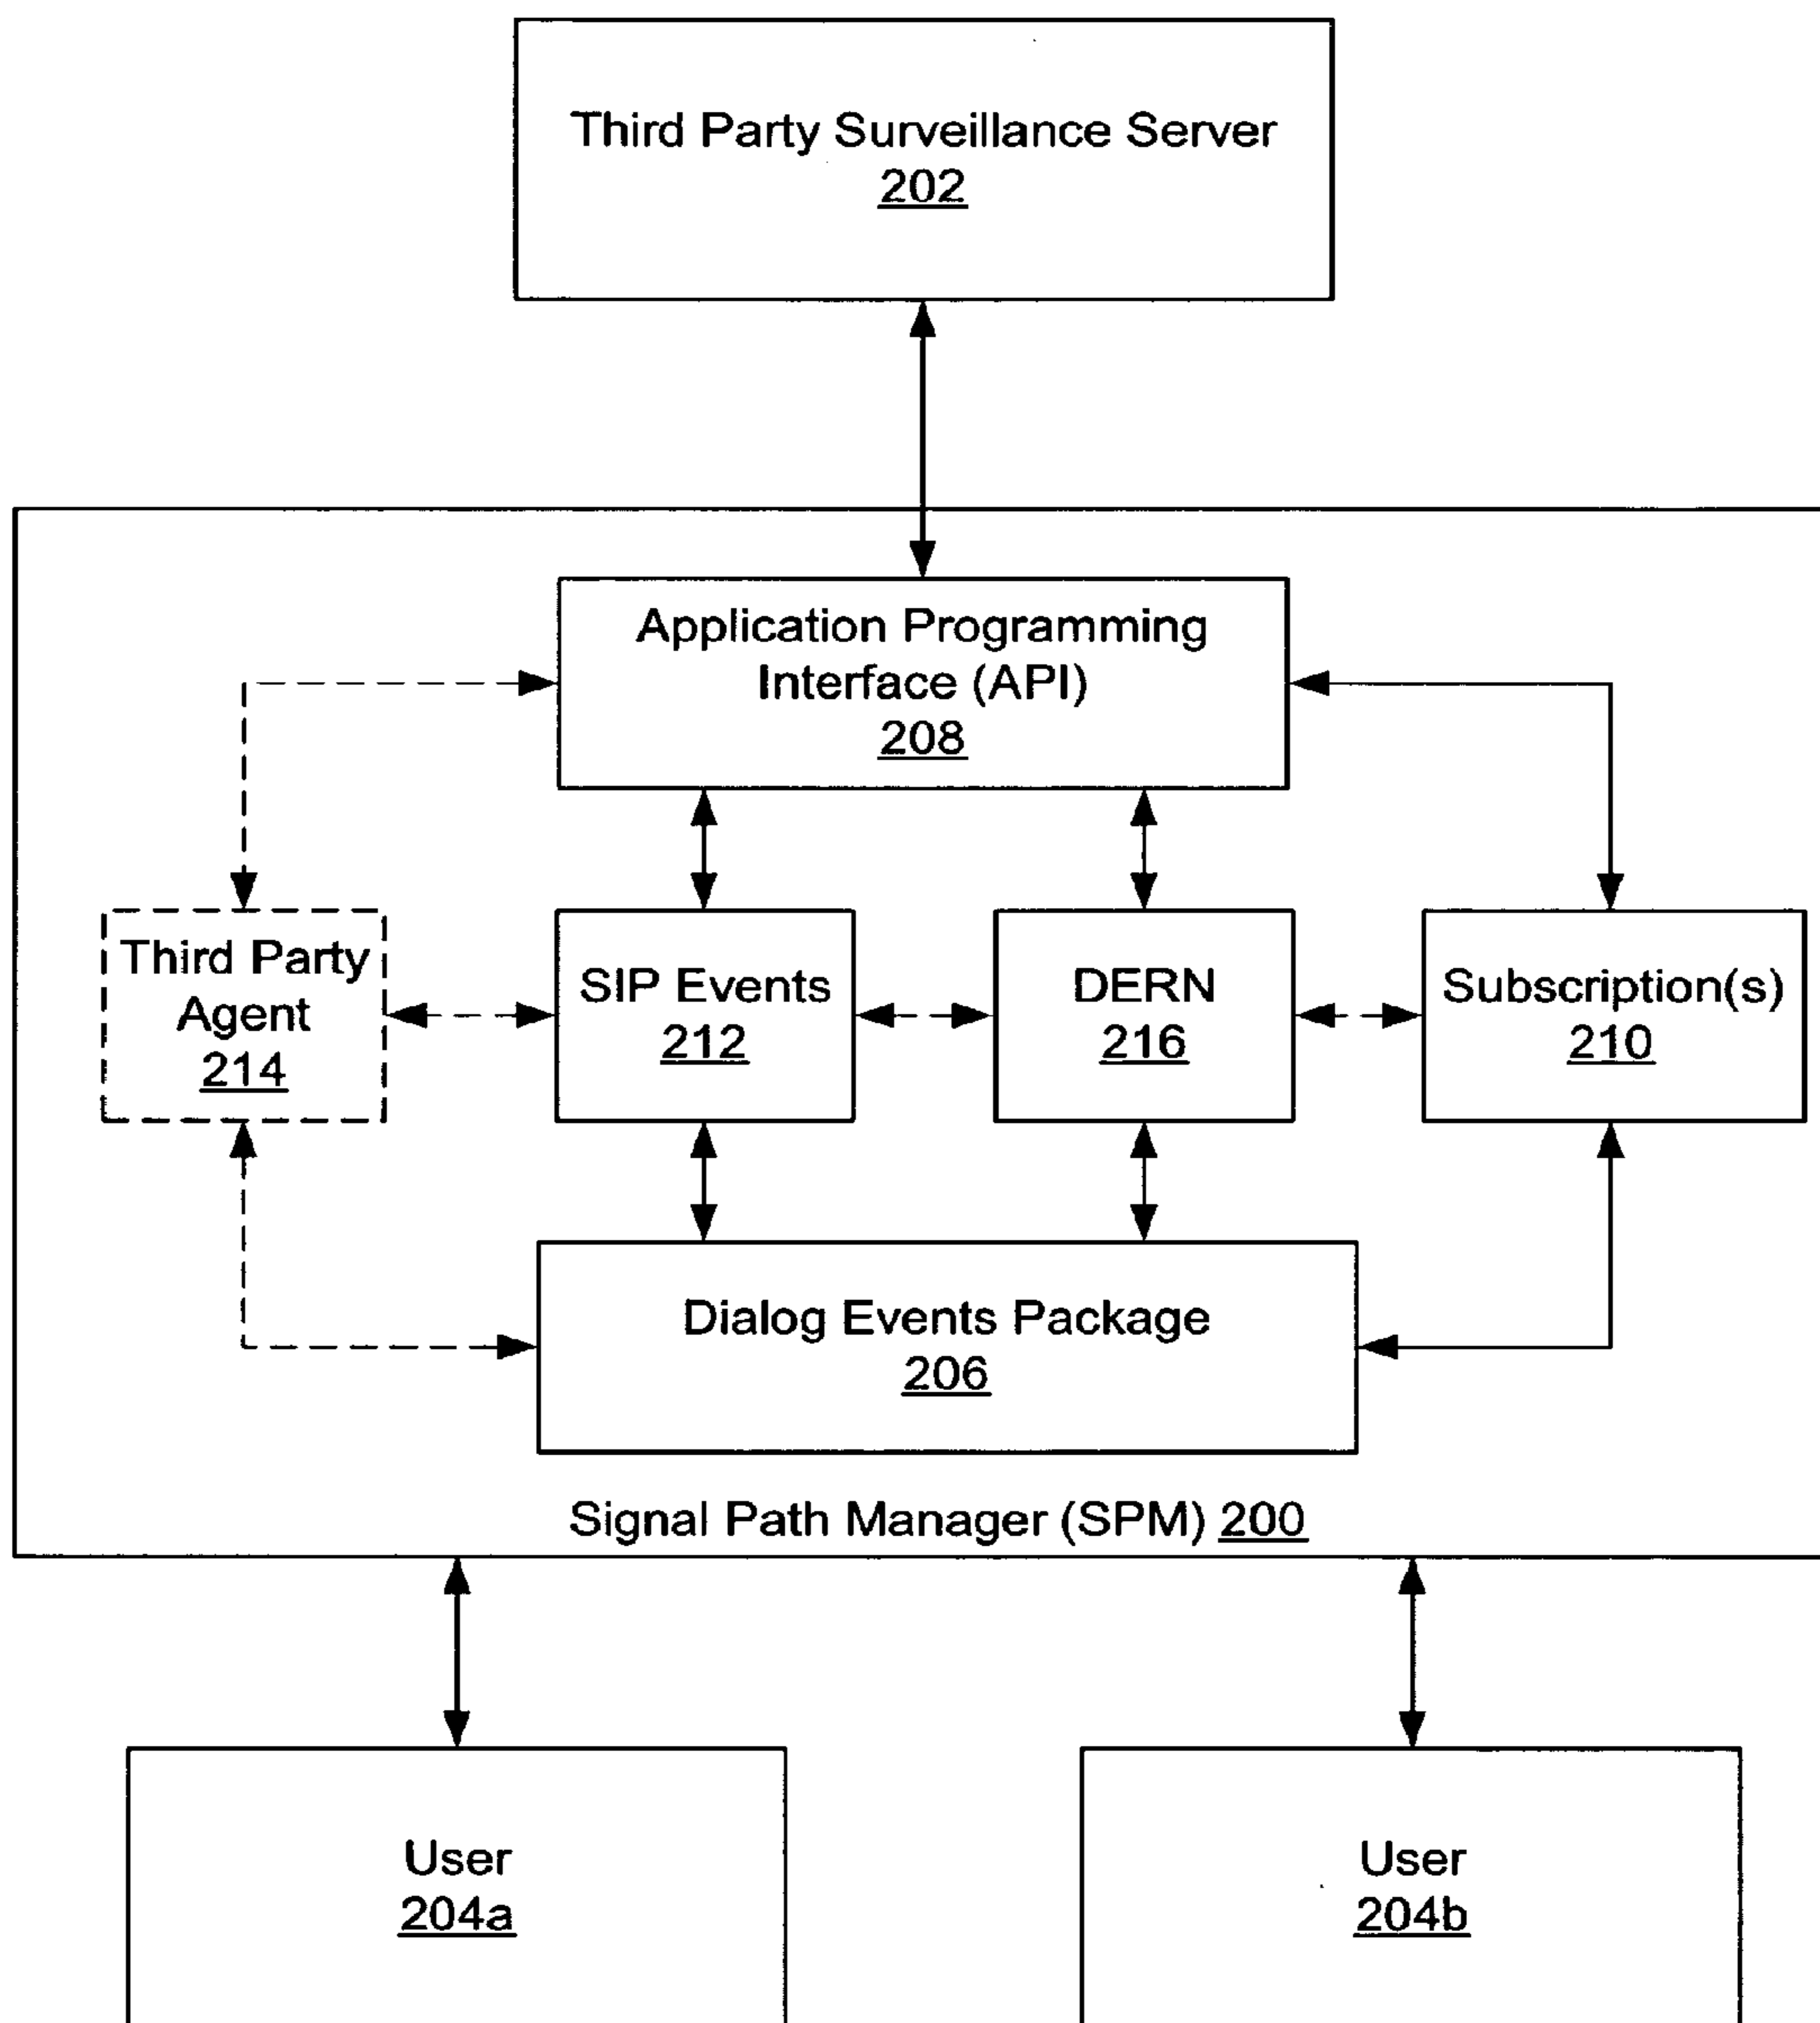 Third Party Surveillance Server
202
Application Programming
Interface (API)
208
Third Party
Agent
214
SIP Events
212
DERN
216
Subscription(s)
210
Dialog Events Package
206
Signal Path Manager (SPM) 200
User
204a
User
204b